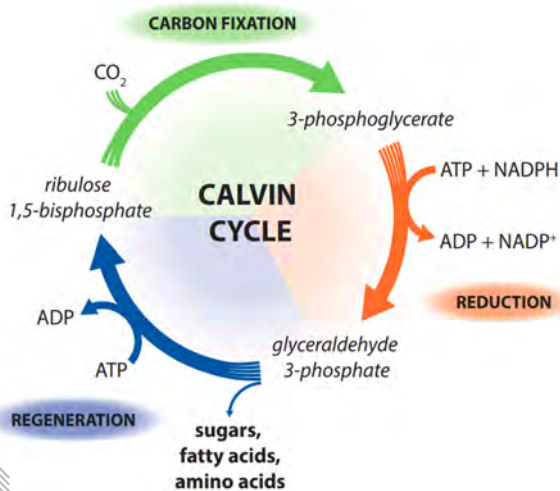 CARBON FIXATION
CO₂
3-phosphoglycerate
ATP + NADPH
ribulose
1,5-bisphosphate
CALVIN
CYCLE
ADP + NADP⁺
REDUCTION
ADP
glyceraldehyde
3-phosphate
ATP
REGENERATION
sugars,
fatty acids,
amino acids